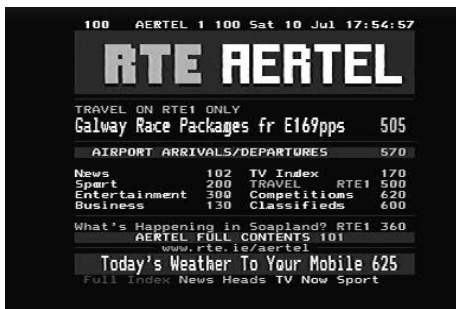 100 AERTEL 1 100 Sat 10 Jul 17:54:57
RTE AERTEL
TRAVEL ON RTE1 ONLY
Galway Race Packages fr E169pps 505
AIRPORT ARRIVALS/DEPARTURES 570
News 102 TV Index 170
Sport 200 TRAVEL RTE1 500
Entertainment 300 Competitions 620
Business 130 Classifieds 600
What's Happening in Soapland? RTE1 360
AERTEL FULL CONTENTS 101
www.rte.ie/aertel
Today's Weather To Your Mobile 625
Full Index News Heads TV Now Sport